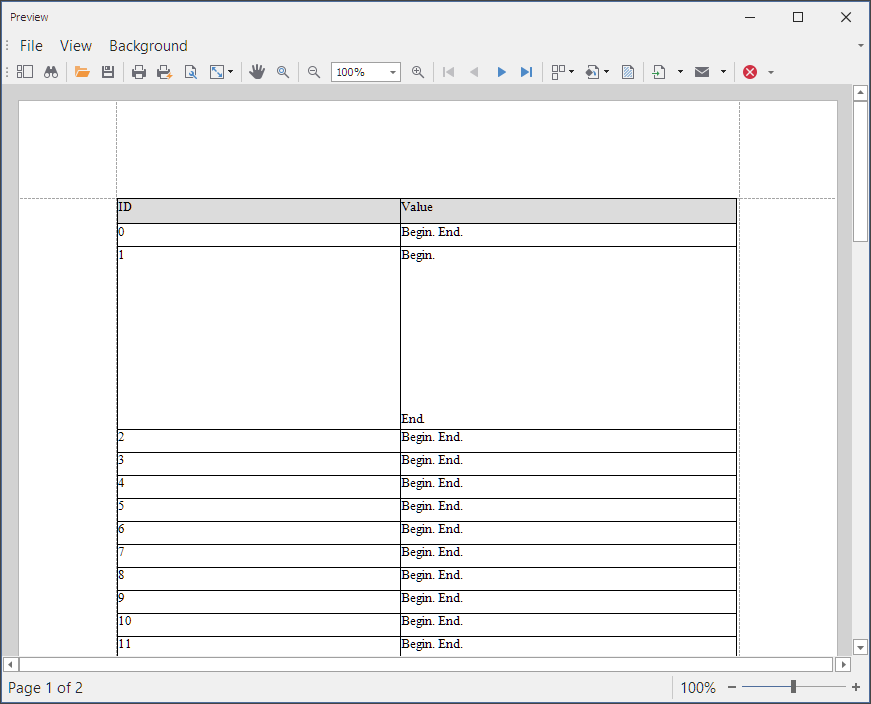 Preview
File View Background
100%
ID Value
0 Begin. End.
1 Begin.
End.
2 Begin. End.
3 Begin. End.
4 Begin. End.
5 Begin. End.
6 Begin. End.
7 Begin. End.
8 Begin. End.
9 Begin. End.
10 Begin. End.
11 Begin. End.
Page 1 of 2 100%